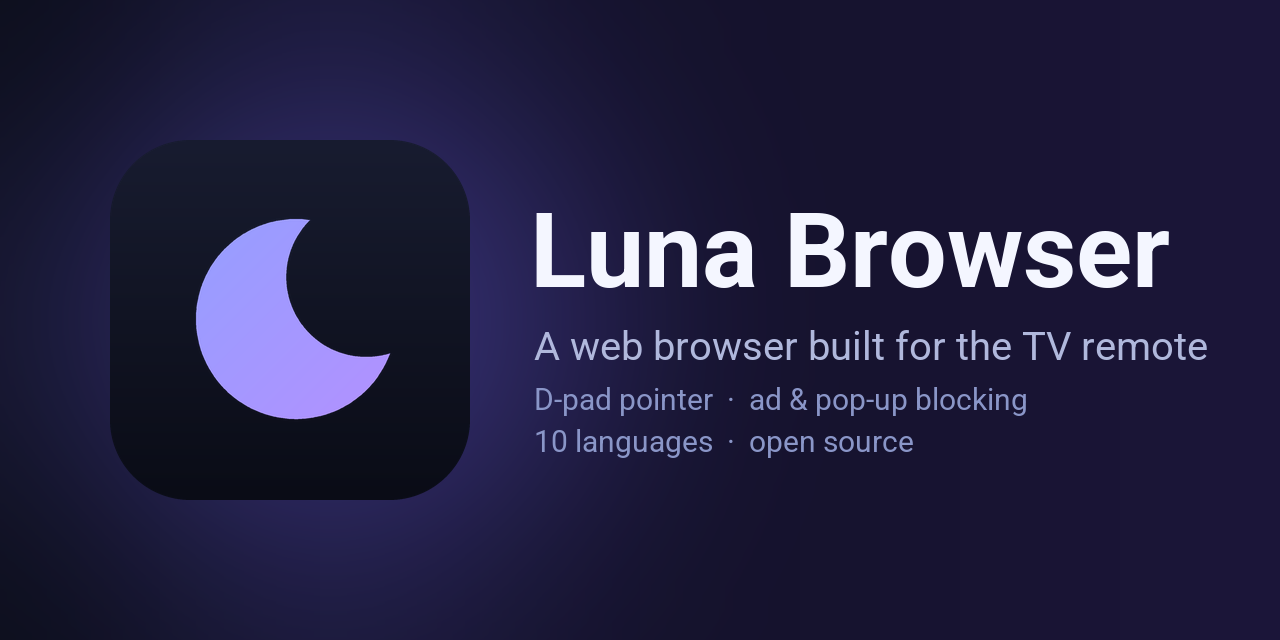 Luna Browser
A web browser built for the TV remote
D-pad pointer · ad & pop-up blocking
10 languages · open source